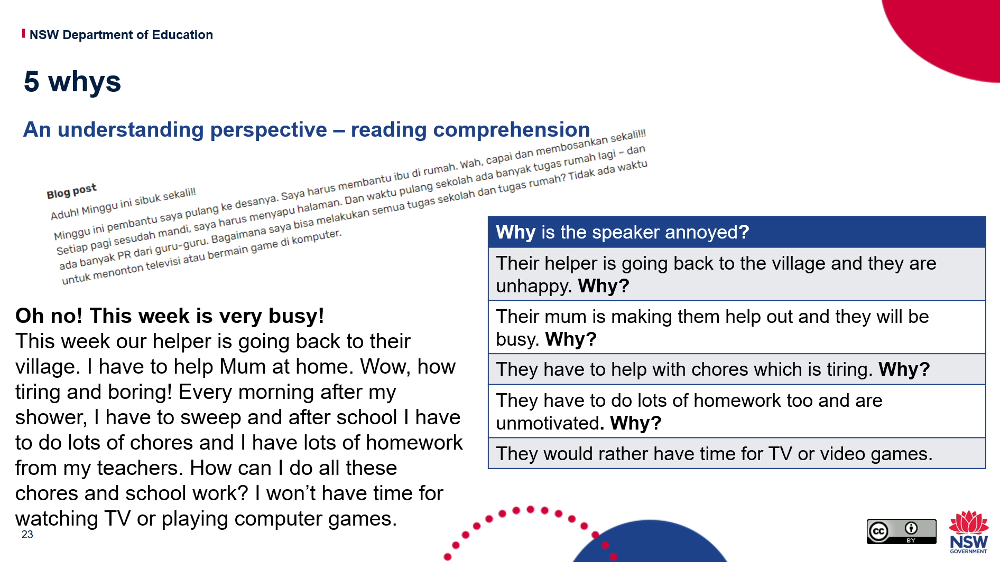 NSW Department of Education
5 whys
An understanding perspective – reading comprehension
Blog post
Aduh! Minggu ini sibuk sekali!!
Minggu ini pembantu saya pulang ke desanya. Saya harus membantu ibu di rumah. Wah, capai dan membosankan sekali!!!
Setiap pagi sesudah mandi, saya harus menyapu halaman. Dan waktu pulang sekolah ada banyak tugas rumah lagi – dan
ada banyak PR dari guru-guru. Bagaimana saya bisa melakukan semua tugas sekolah dan tugas rumah? Tidak ada waktu
untuk menonton televisi atau bermain game di komputer.
Oh no! This week is very busy!
This week our helper is going back to their
village. I have to help Mum at home. Wow, how
tiring and boring! Every morning after my
shower, I have to sweep and after school I have
to do lots of chores and I have lots of homework
from my teachers. How can I do all these
chores and school work? I won’t have time for
watching TV or playing computer games.
Why is the speaker annoyed?
Their helper is going back to the village and they are
unhappy. Why?
Their mum is making them help out and they will be
busy. Why?
They have to help with chores which is tiring. Why?
They have to do lots of homework too and are
unmotivated. Why?
They would rather have time for TV or video games.
23
cc
BY
NSW
GOVERNMENT